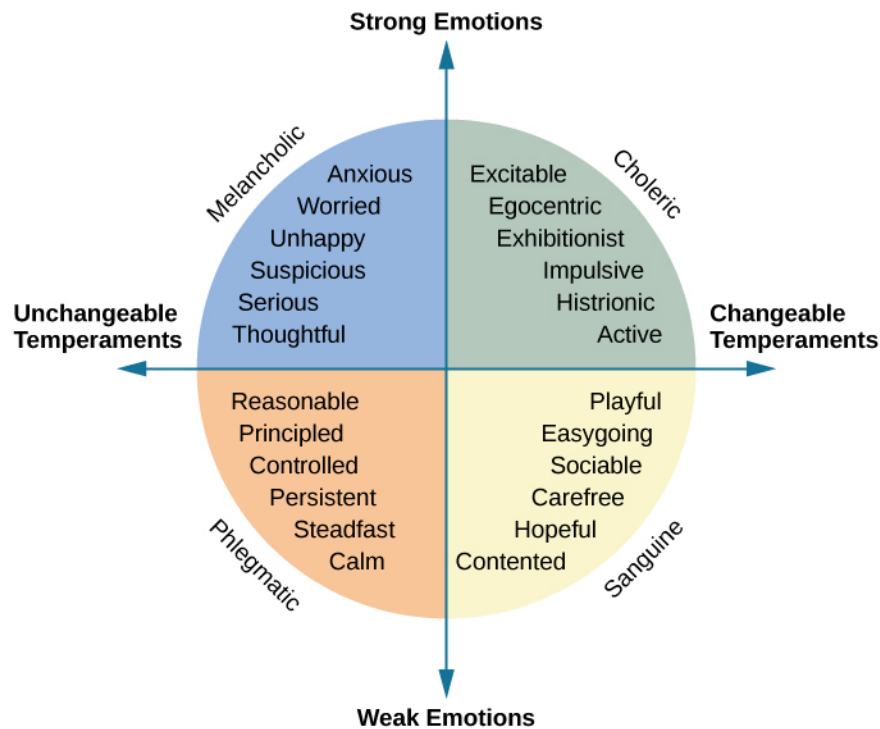 Strong Emotions
Melancholic
Choleric
Anxious
Worried
Unhappy
Suspicious
Serious
Thoughtful
Excitable
Egocentric
Exhibitionist
Impulsive
Histrionic
Active
Unchangeable
Temperaments
Changeable
Temperaments
Reasonable
Principled
Controlled
Persistent
Steadfast
Calm
Playful
Easygoing
Sociable
Carefree
Hopeful
Contented
Phlegmatic
Sanguine
Weak Emotions